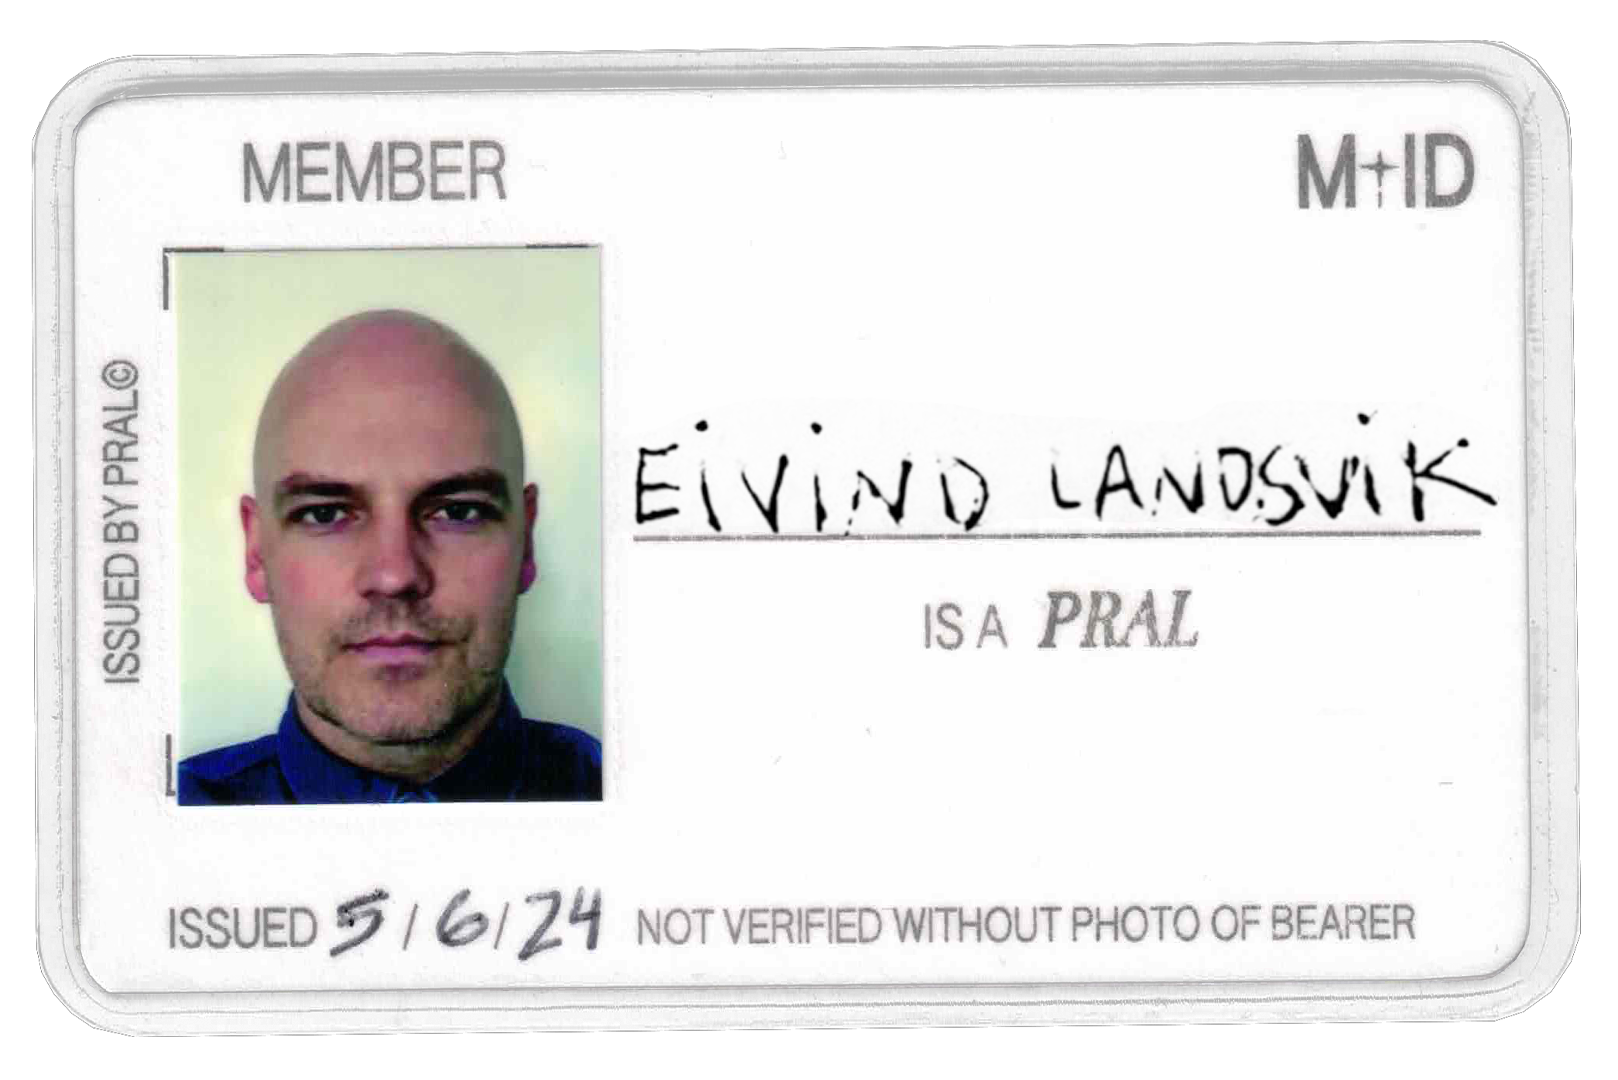 MEMBER
M+ID
ISSUED BY PRAL©
EiViND LANDSViK
IS A PRAL
ISSUED 5/6/24 NOT VERIFIED WITHOUT PHOTO OF BEARER